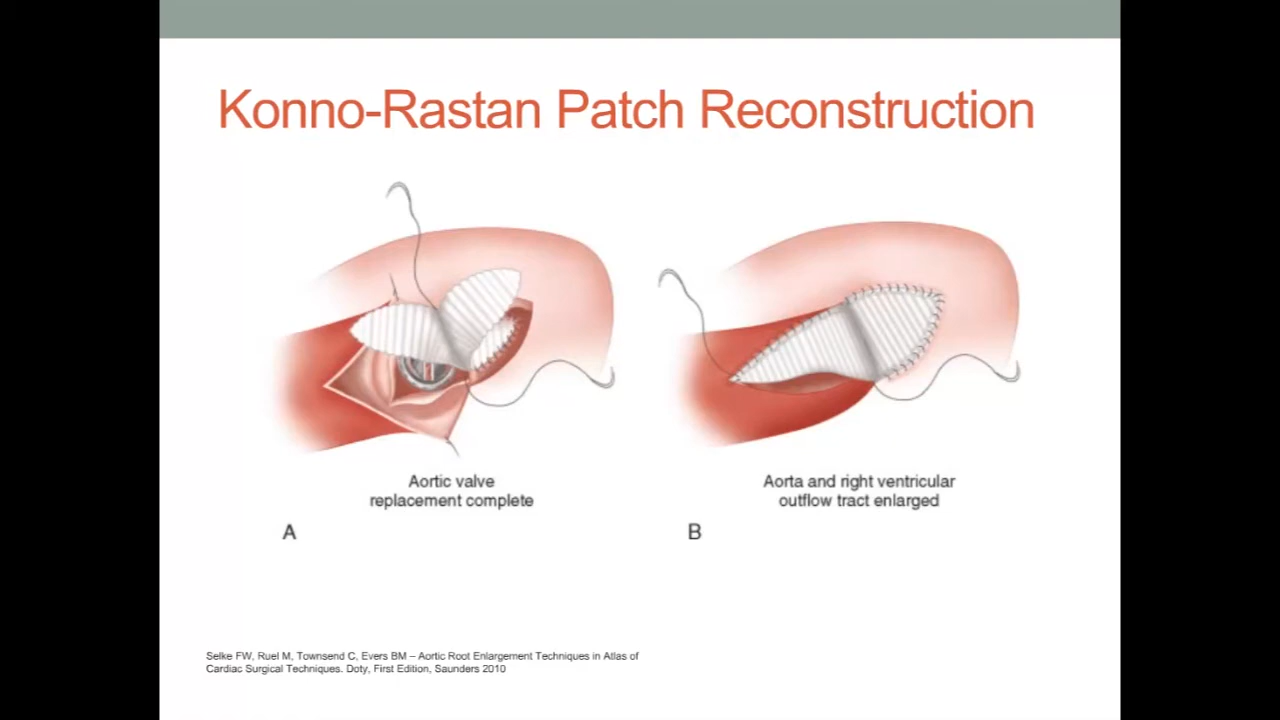 Konno-Rastan Patch Reconstruction
Aortic valve
replacement complete
A
Aorta and right ventricular
outflow tract enlarged
B
Selke FW, Ruel M, Townsend C, Evers BM – Aortic Root Enlargement Techniques in Atlas of
Cardiac Surgical Techniques. Doty, First Edition, Saunders 2010